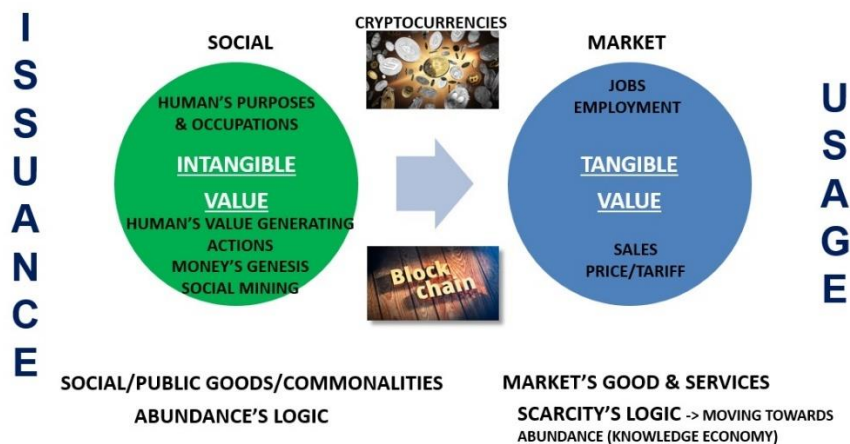 ISSUANCE
SOCIAL
HUMAN'S PURPOSES
& OCCUPATIONS
INTANGIBLE
VALUE
HUMAN'S VALUE GENERATING
ACTIONS
MONEY'S GENESIS
SOCIAL MINING
CRYPTOCURRENCIES
Block
chain
MARKET
JOBS
EMPLOYMENT
TANGIBLE
VALUE
SALES
PRICE/TARIFF
USAGE
SOCIAL/PUBLIC GOODS/COMMONALITIES
ABUNDANCE'S LOGIC
MARKET'S GOOD & SERVICES
SCARCITY'S LOGIC -> MOVING TOWARDS
ABUNDANCE (KNOWLEDGE ECONOMY)